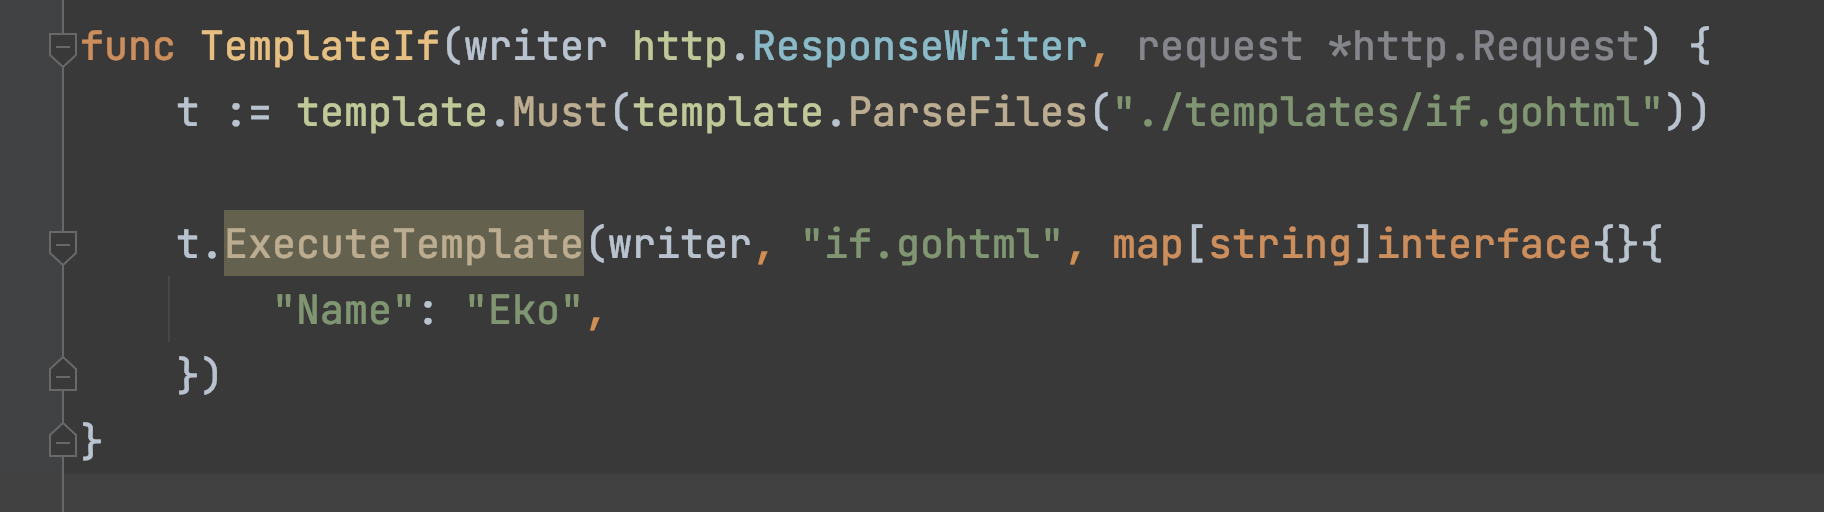 func TemplateIf(writer http.ResponseWriter, request *http.Request) {
    t := template.Must(template.ParseFiles("./templates/if.gohtml"))

    t.ExecuteTemplate(writer, "if.gohtml", map[string]interface{}{
        "Name": "Eko",
    })
}